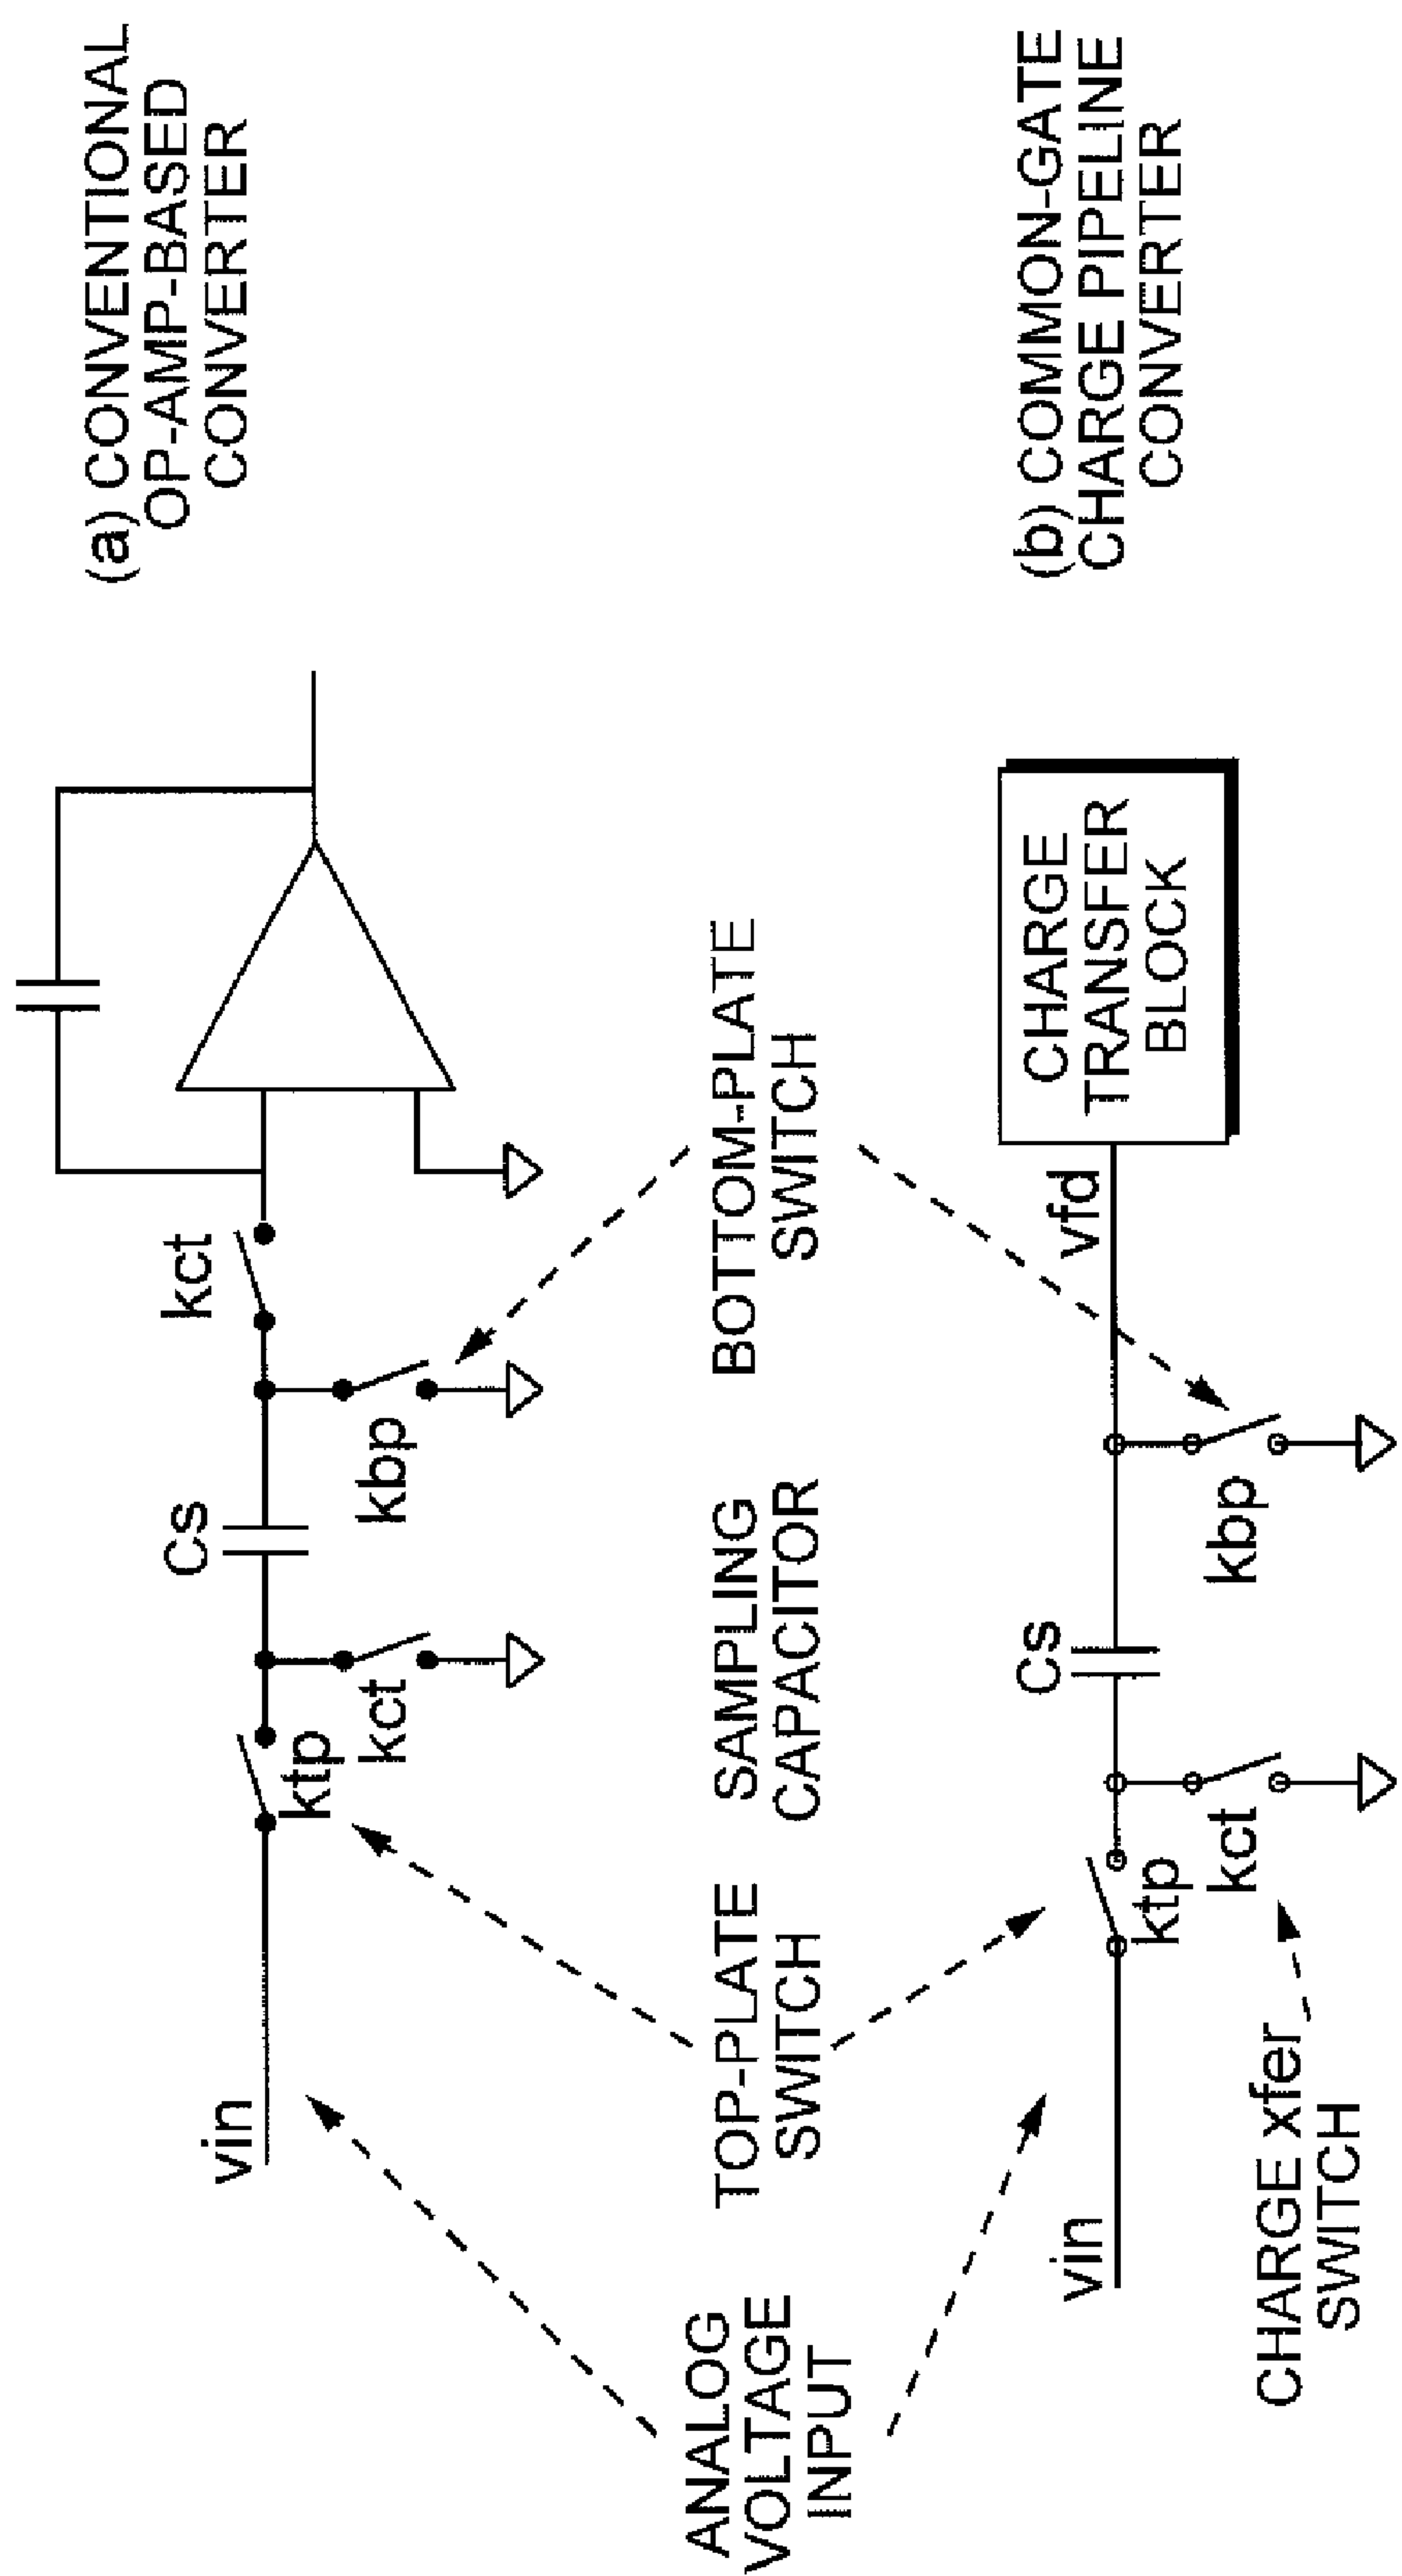 (a) CONVENTIONAL
OP-AMP-BASED
CONVERTER
vin
ktp
kct
Cs
kbp
kct
ANALOG
VOLTAGE
INPUT
TOP-PLATE
SWITCH
SAMPLING
CAPACITOR
BOTTOM-PLATE
SWITCH
(b) COMMON-GATE
CHARGE PIPELINE
CONVERTER
vin
ktp
kct
Cs
kbp
vfd
CHARGE
TRANSFER
BLOCK
CHARGE xfer
SWITCH